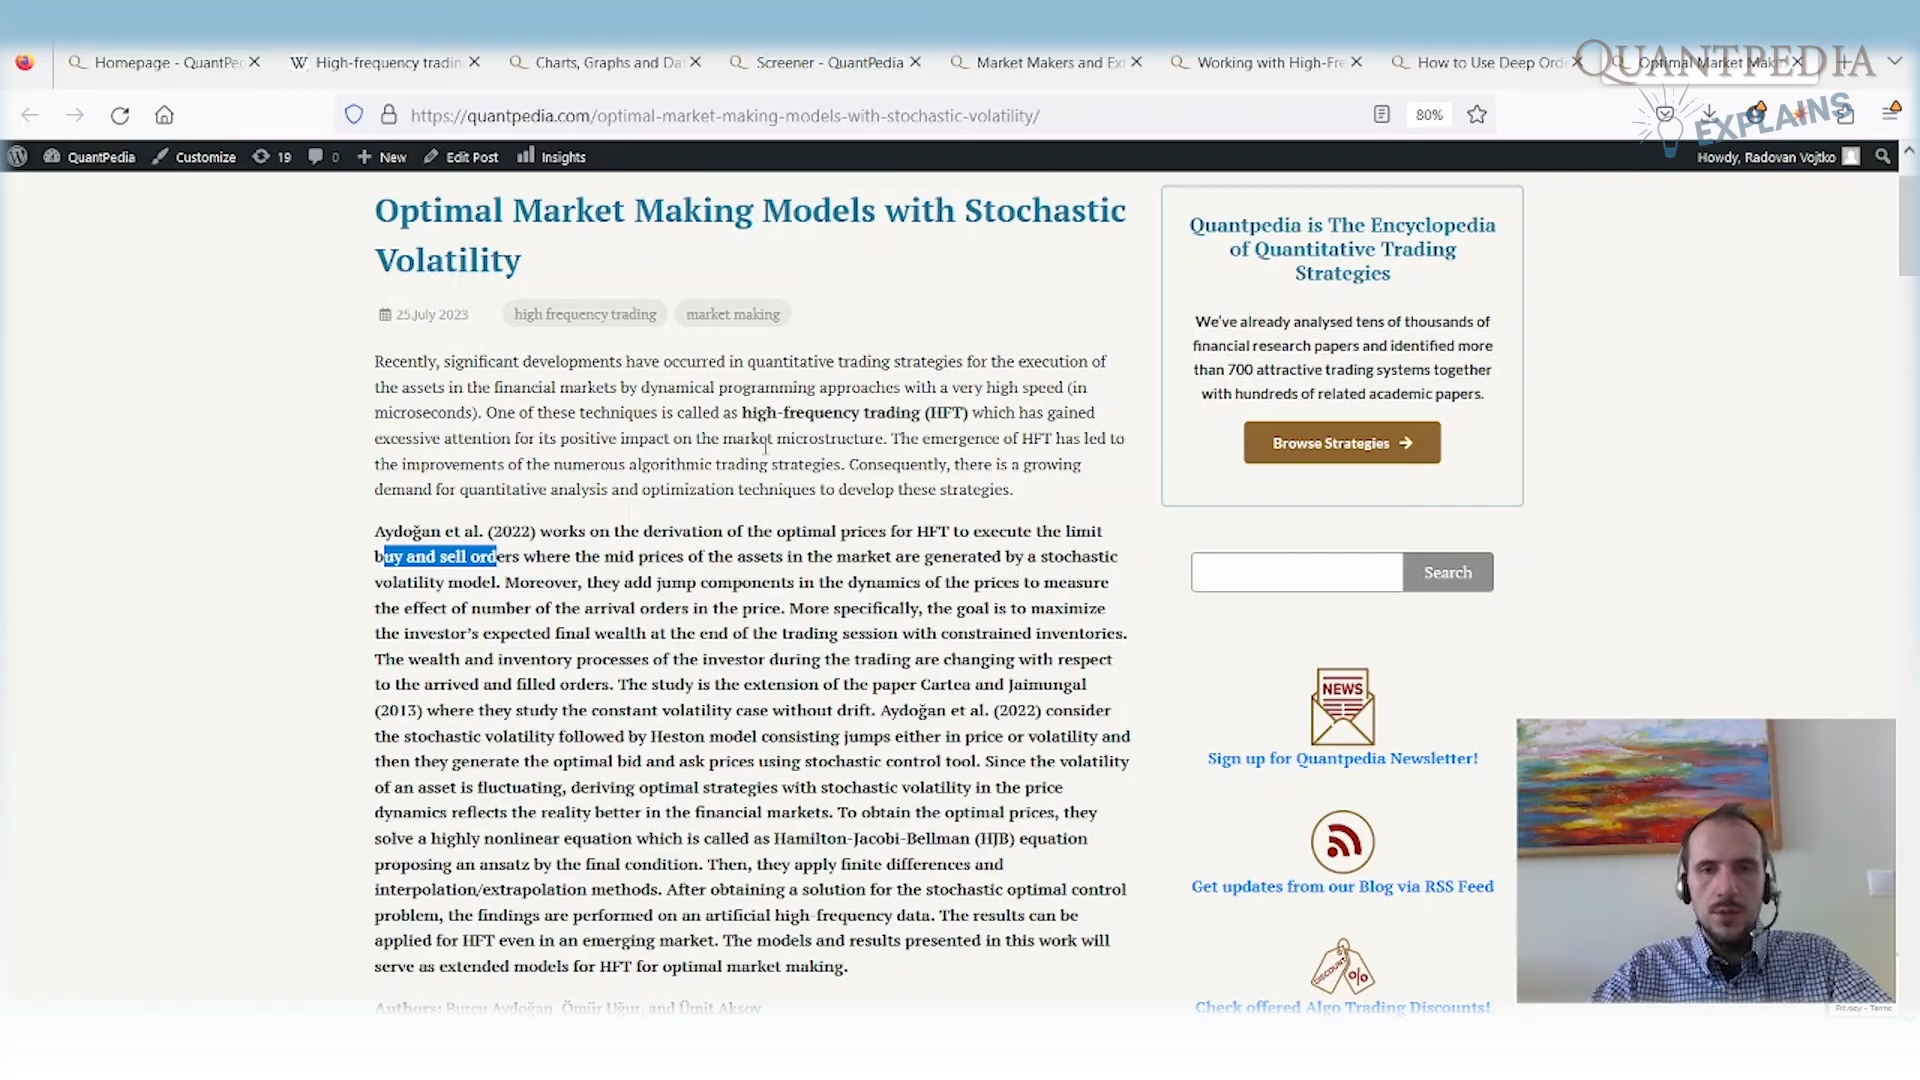 QUANTPEDIA
EXPLAINS
Homepage - QuantPe
High-frequency tradin
Charts, Graphs and Da
Screener - QuantPedia
Market Makers and Ex
Working with High-Fre
How to Use Deep Ord
Optimal Market Maki
https://quantpedia.com/optimal-market-making-models-with-stochastic-volatility/
80%
QuantPedia Customize 19 0 New Edit Post Insights
Howdy, Radovan Vojtko
Optimal Market Making Models with Stochastic
Volatility
25.July 2023 high frequency trading market making
Recently, significant developments have occurred in quantitative trading strategies for the execution of
the assets in the financial markets by dynamical programming approaches with a very high speed (in
microseconds). One of these techniques is called as high-frequency trading (HFT) which has gained
excessive attention for its positive impact on the market microstructure. The emergence of HFT has led to
the improvements of the numerous algorithmic trading strategies. Consequently, there is a growing
demand for quantitative analysis and optimization techniques to develop these strategies.
Aydoğan et al. (2022) works on the derivation of the optimal prices for HFT to execute the limit
buy and sell orders where the mid prices of the assets in the market are generated by a stochastic
volatility model. Moreover, they add jump components in the dynamics of the prices to measure
the effect of number of the arrival orders in the price. More specifically, the goal is to maximize
the investor's expected final wealth at the end of the trading session with constrained inventories.
The wealth and inventory processes of the investor during the trading are changing with respect
to the arrived and filled orders. The study is the extension of the paper Cartea and Jaimungal
(2013) where they study the constant volatility case without drift. Aydoğan et al. (2022) consider
the stochastic volatility followed by Heston model consisting jumps either in price or volatility and
then they generate the optimal bid and ask prices using stochastic control tool. Since the volatility
of an asset is fluctuating, deriving optimal strategies with stochastic volatility in the price
dynamics reflects the reality better in the financial markets. To obtain the optimal prices, they
solve a highly nonlinear equation which is called as Hamilton-Jacobi-Bellman (HJB) equation
proposing an ansatz by the final condition. Then, they apply finite differences and
interpolation/extrapolation methods. After obtaining a solution for the stochastic optimal control
problem, the findings are performed on an artificial high-frequency data. The results can be
applied for HFT even in an emerging market. The models and results presented in this work will
serve as extended models for HFT for optimal market making.
Authors: Burcu Aydoğan, Ömür Uğur, and Ümit Aksoy
Quantpedia is The Encyclopedia
of Quantitative Trading
Strategies
We've already analysed tens of thousands of
financial research papers and identified more
than 700 attractive trading systems together
with hundreds of related academic papers.
Browse Strategies
Search
NEWS
Sign up for Quantpedia Newsletter!
Get updates from our Blog via RSS Feed
DISCOUNT %
Check offered Algo Trading Discounts!
Privacy - Terms